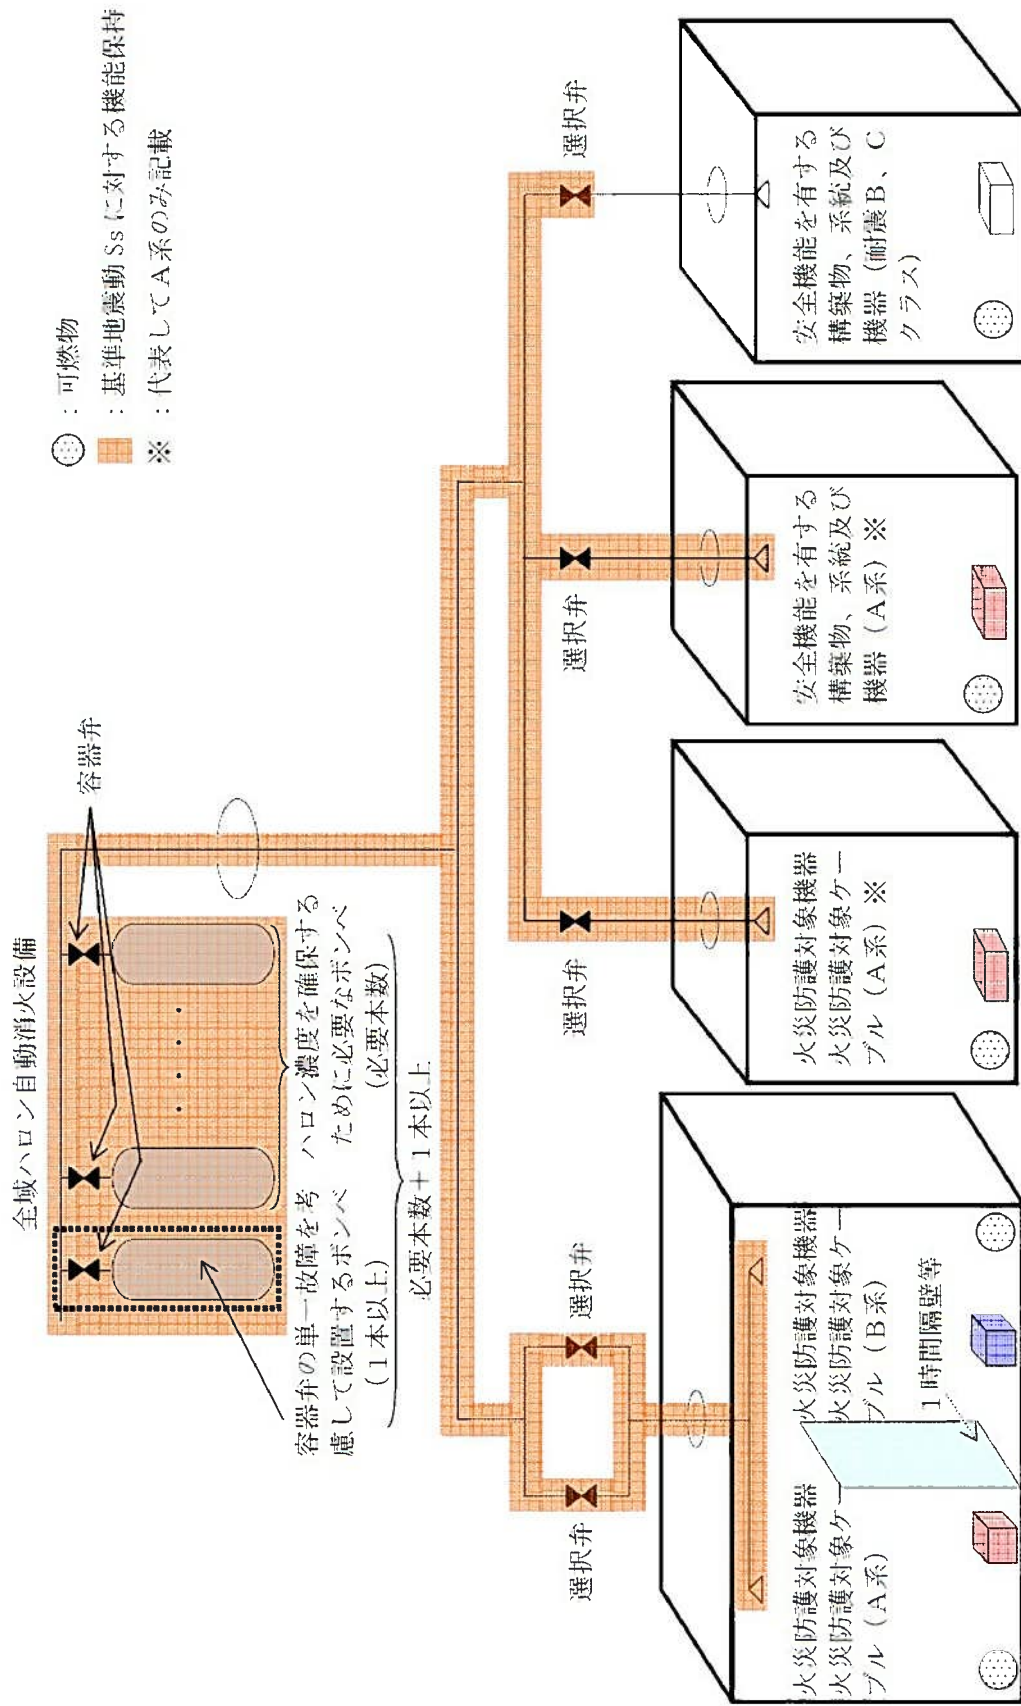 全域ハロン自動消火設備
：可燃物
：基準地震動Ｓｓに対する機能保持
※：代表してＡ系のみ記載
容器弁
容器弁の単一故障を考
慮して設置するボンベ
（１本以上）
ハロン濃度を確保する
ために必要なボンベ
（必要本数）
必要本数＋１本以上
選択弁
選択弁
選択弁
選択弁
選択弁
火災防護対象機器
火災防護対象ケー
ブル（Ａ系）
火災防護対象機器
火災防護対象ケー
ブル（Ｂ系）
１時間隔壁等
火災防護対象機器
火災防護対象ケー
ブル（Ａ系）※
安全機能を有する
構築物、系統及び
機器（Ａ系）※
安全機能を有する
構築物、系統及び
機器（耐震Ｂ、Ｃ
クラス）